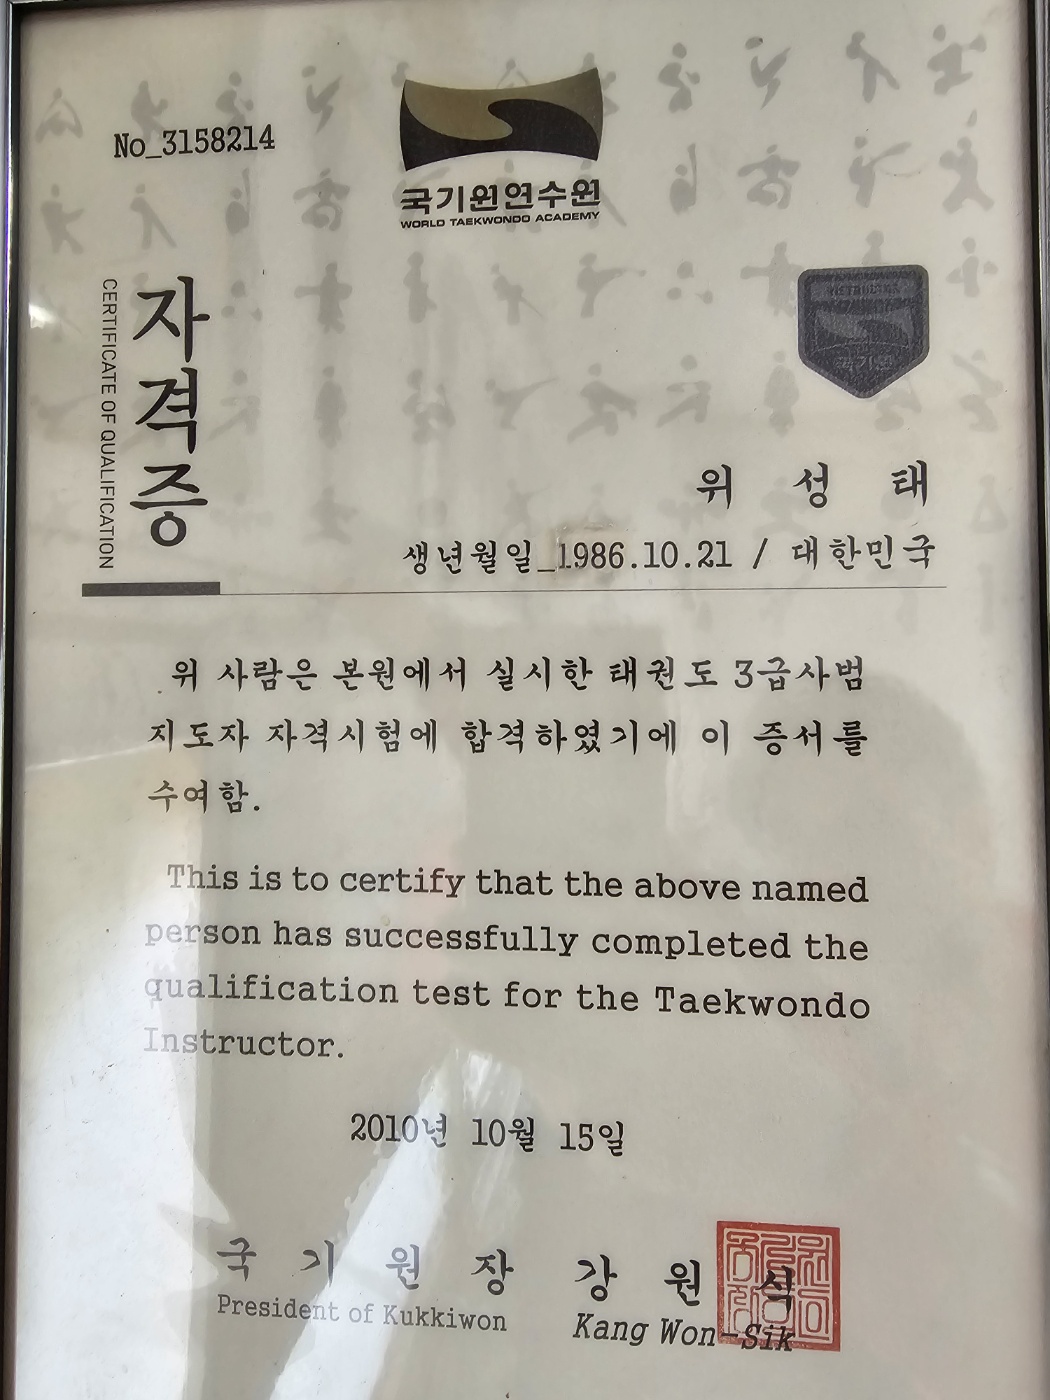 No_3158214
국기원연수원
WORLD TAEKWONDO ACADEMY
자격증
CERTIFICATE OF QUALIFICATION
국기원
위 성 태
생년월일_1986.10.21 / 대한민국
위 사람은 본원에서 실시한 태권도 3급사범
지도자 자격시험에 합격하였기에 이 증서를
수여함.
This is to certify that the above named
person has successfully completed the
qualification test for the Taekwondo
Instructor.
2010년 10월 15일
국 기 원 장 강 원 식
President of Kukkiwon Kang Won-Sik